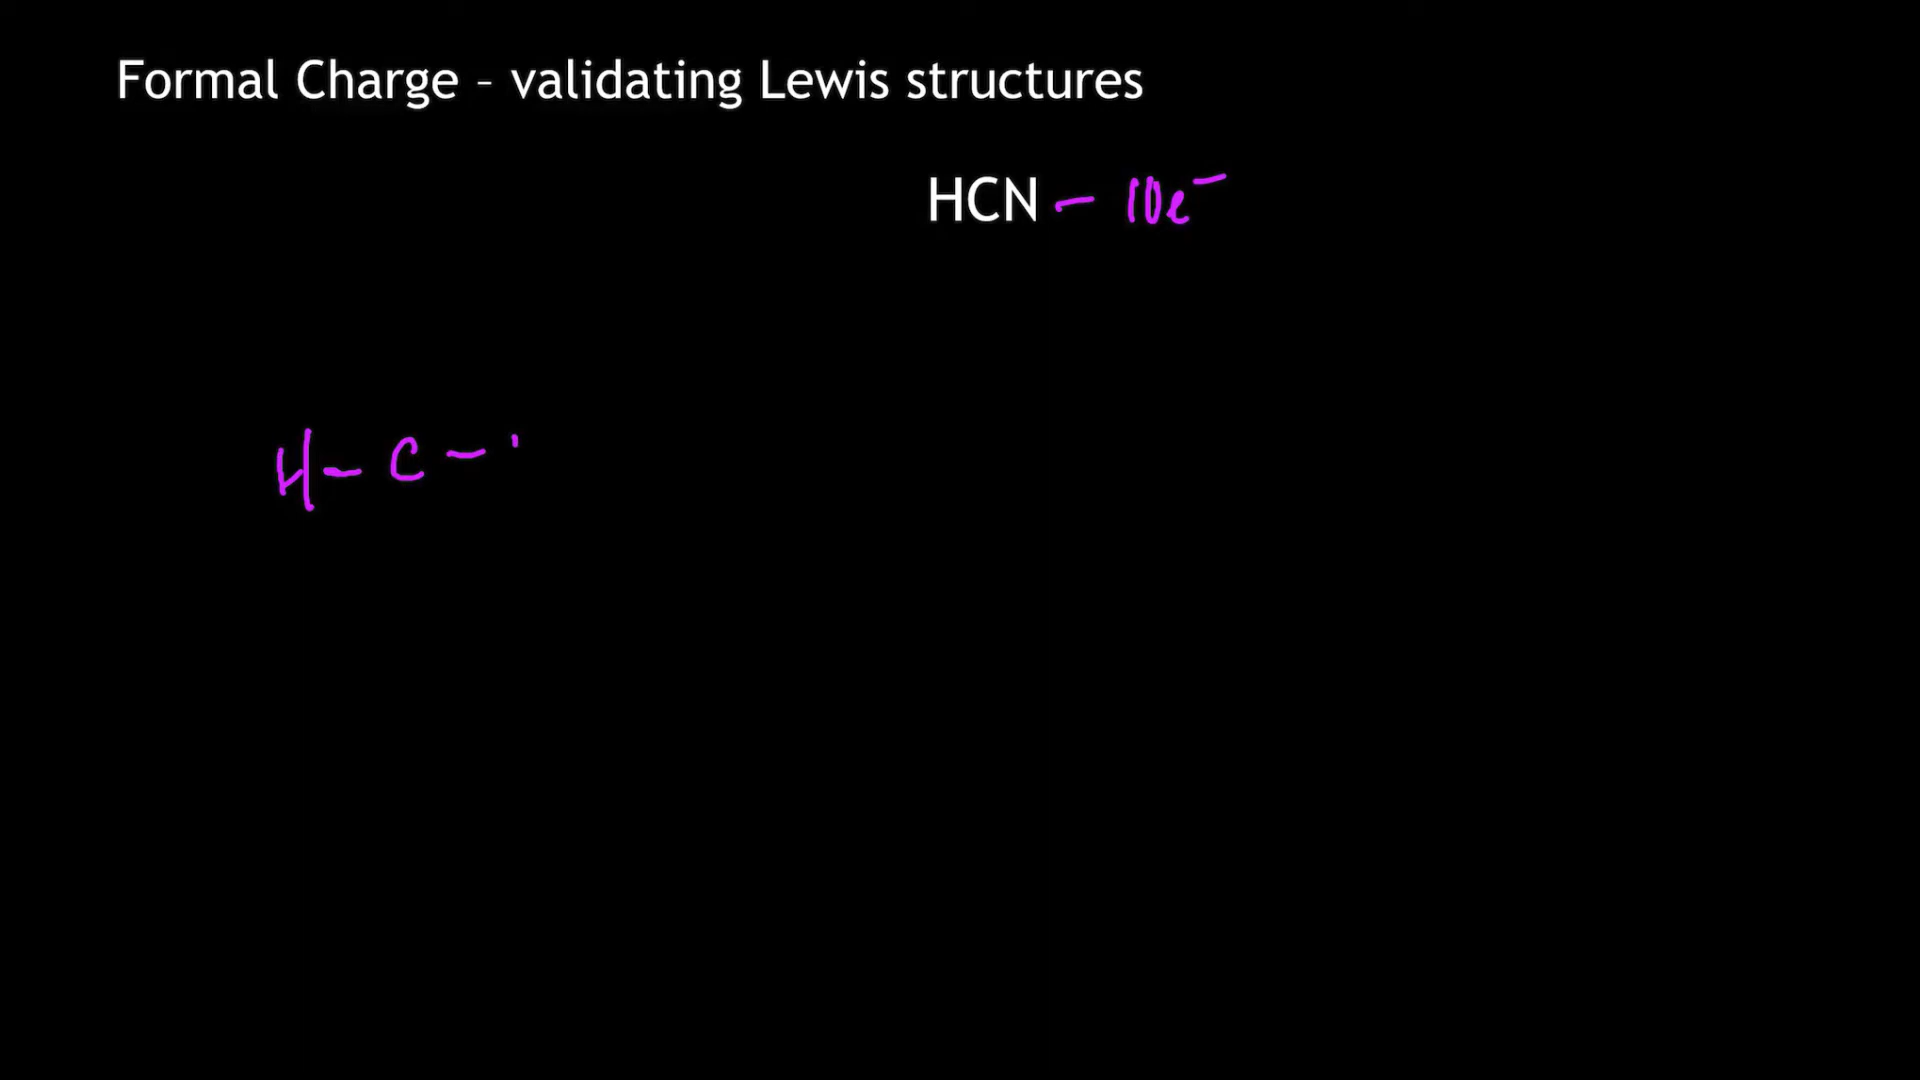 Formal Charge – validating Lewis structures
HCN – 10e⁻
H – C –